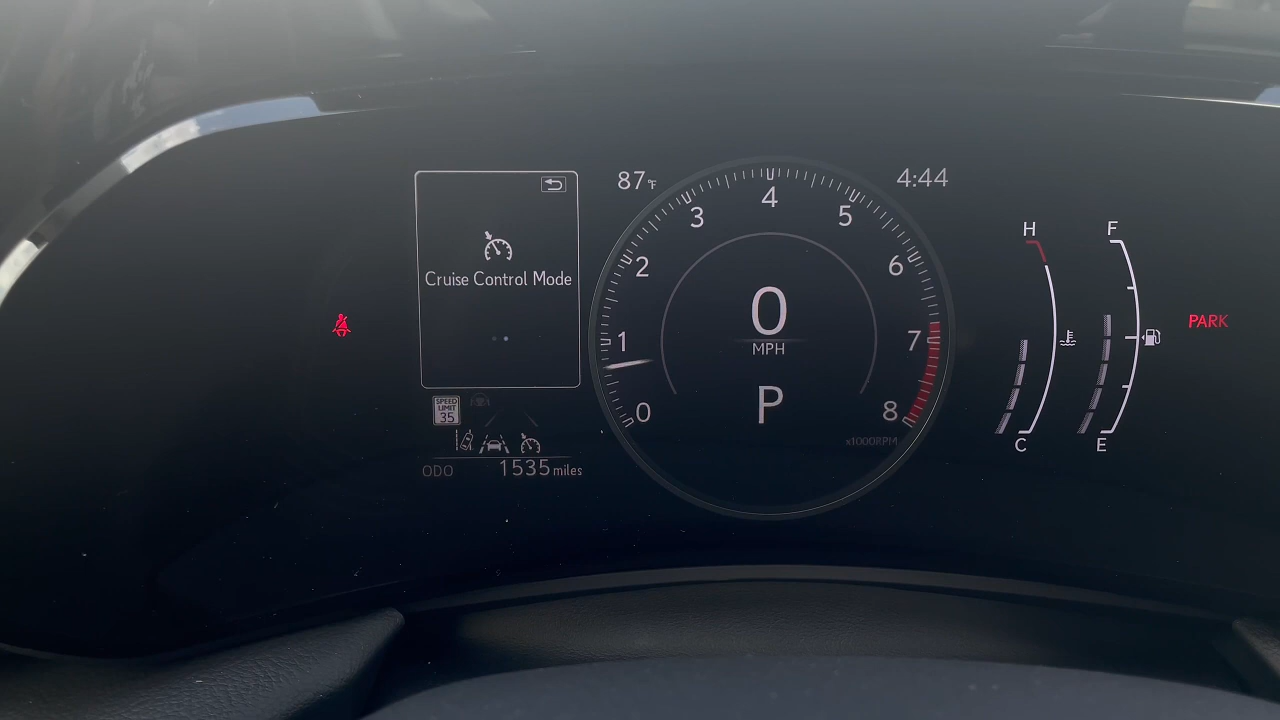 87°F
4:44
Cruise Control Mode
0
1
2
3
4
5
6
7
8
x1000RPM
0
MPH
P
H
C
F
E
PARK
SPEED
LIMIT
35
ODO 1535 miles